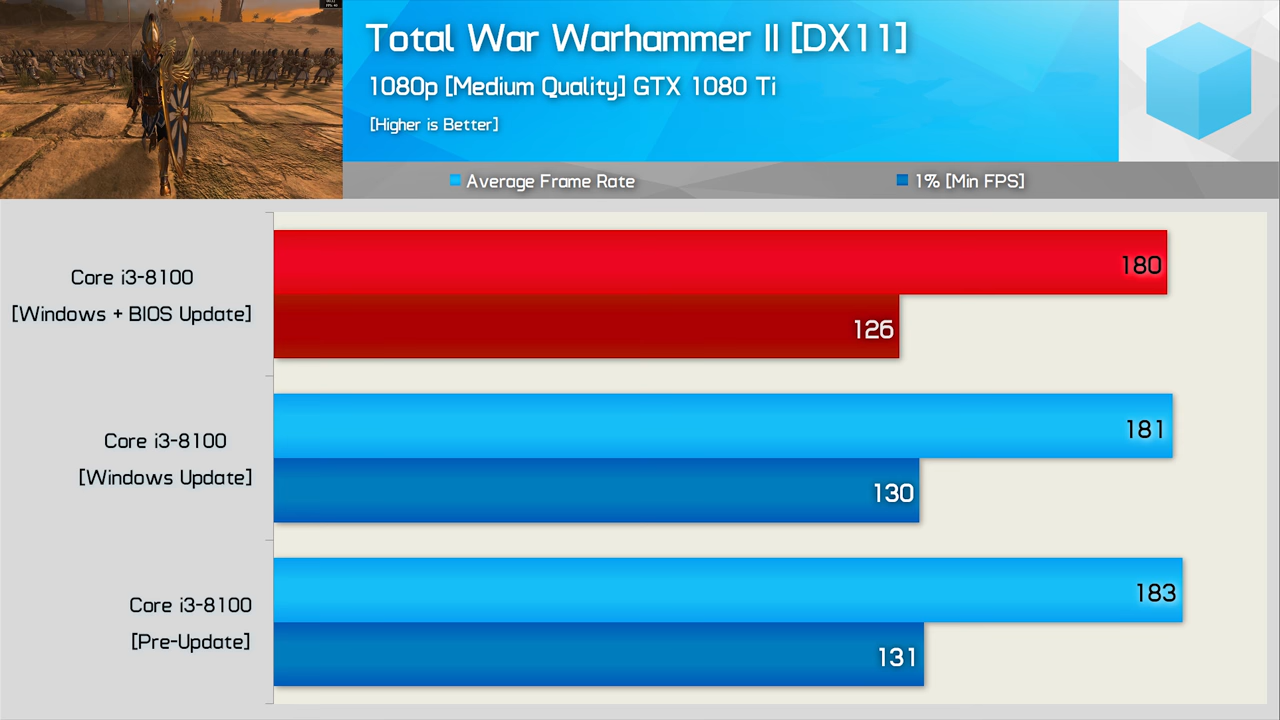 Total War Warhammer II [DX11]
1080p [Medium Quality] GTX 1080 Ti
[Higher is Better]
Average Frame Rate
1% [Min FPS]
Core i3-8100
[Windows + BIOS Update]
180
126
Core i3-8100
[Windows Update]
181
130
Core i3-8100
[Pre-Update]
183
131